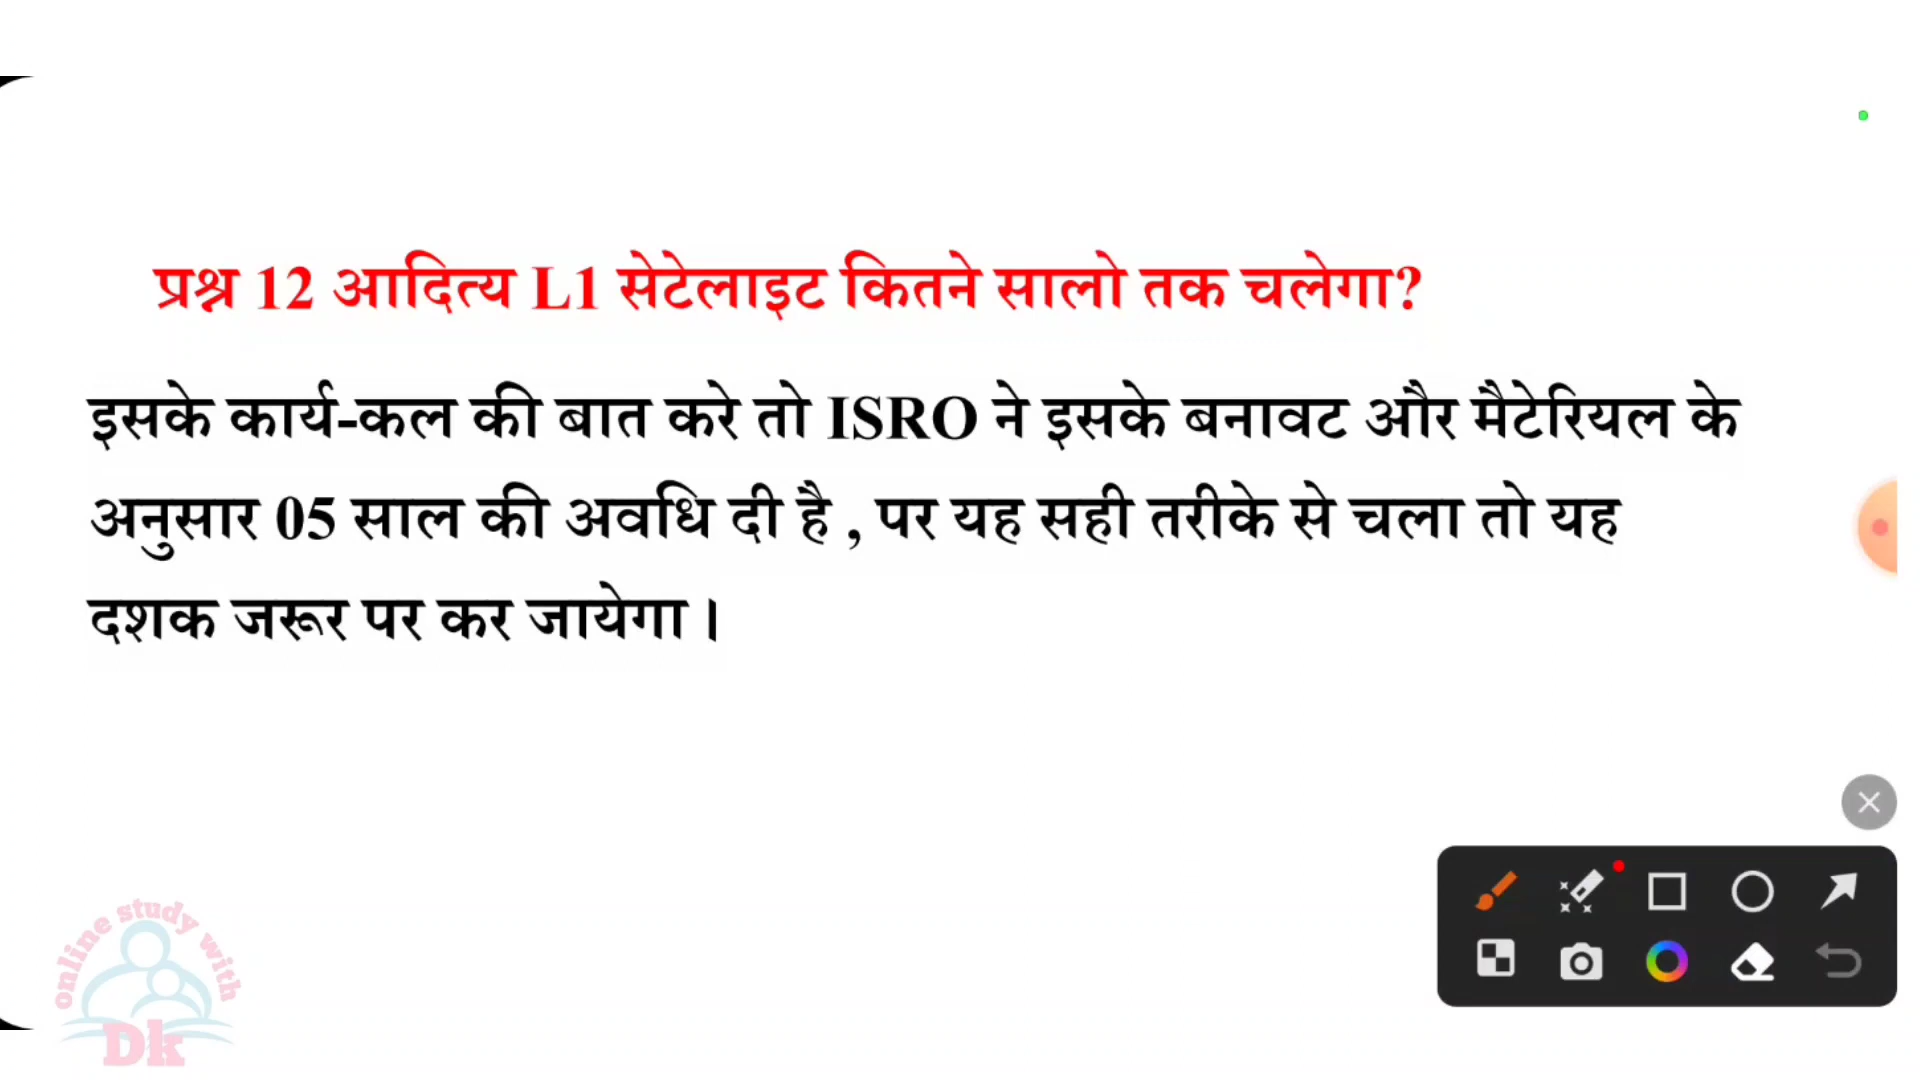 प्रश्न 12 आदित्य L1 सेटेलाइट कितने सालो तक चलेगा?
इसके कार्य-कल की बात करे तो ISRO ने इसके बनावट और मैटेरियल के
अनुसार 05 साल की अवधि दी है , पर यह सही तरीके से चला तो यह
दशक जरूर पर कर जायेगा ।
online study with
Dk